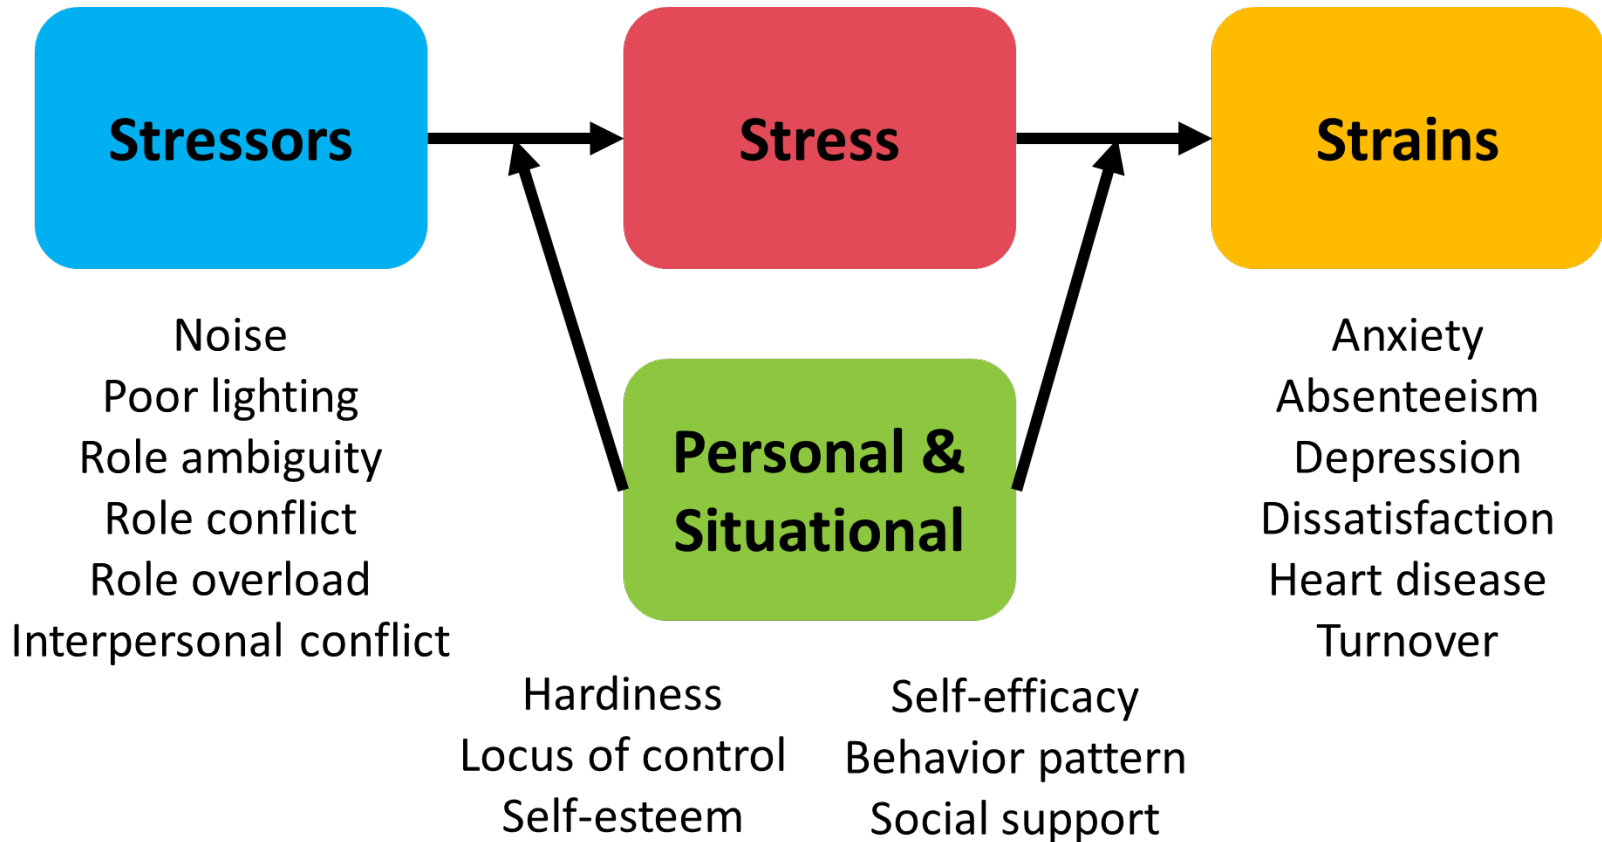 Stressors
Stress
Strains
Noise
Poor lighting
Role ambiguity
Role conflict
Role overload
Interpersonal conflict
Personal &
Situational
Anxiety
Absenteeism
Depression
Dissatisfaction
Heart disease
Turnover
Hardiness
Locus of control
Self-esteem
Self-efficacy
Behavior pattern
Social support